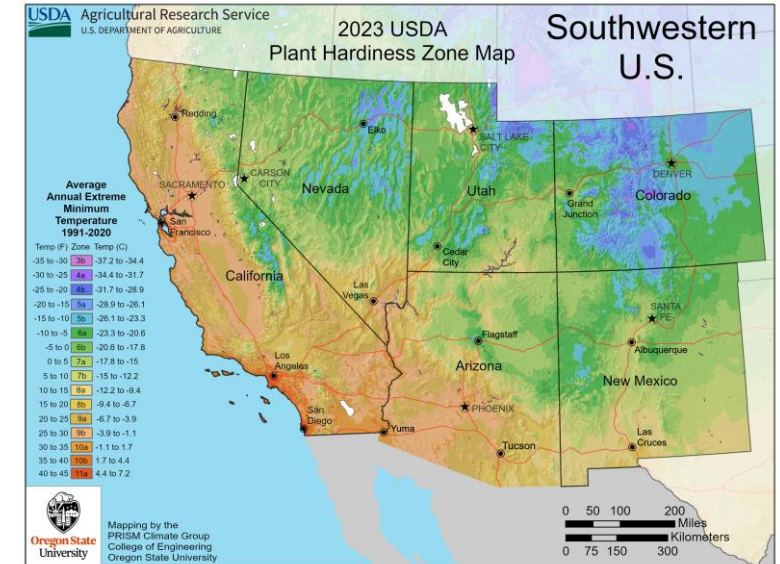 USDA
Agricultural Research Service
U.S. DEPARTMENT OF AGRICULTURE
2023 USDA
Plant Hardiness Zone Map
Southwestern
U.S.
Redding
Elko
SALT LAKE
CITY
CARSON
CITY
Nevada
SACRAMENTO
Utah
DENVER
Colorado
Grand
Junction
San
Francisco
California
Cedar
City
Las
Vegas
SANTA
FE
Flagstaff
Albuquerque
Los
Angeles
Arizona
New Mexico
PHOENIX
San
Diego
Yuma
Tucson
Las
Cruces
Average
Annual Extreme
Minimum
Temperature
1991-2020
Temp (F) Zone Temp (C)
-35 to -30 3b -37.2 to -34.4
-30 to -25 4a -34.4 to -31.7
-25 to -20 4b -31.7 to -28.9
-20 to -15 5a -28.9 to -26.1
-15 to -10 5b -26.1 to -23.3
-10 to -5 6a -23.3 to -20.6
-5 to 0 6b -20.6 to -17.8
0 to 5 7a -17.8 to -15
5 to 10 7b -15 to -12.2
10 to 15 8a -12.2 to -9.4
15 to 20 8b -9.4 to -6.7
20 to 25 9a -6.7 to -3.9
25 to 30 9b -3.9 to -1.1
30 to 35 10a -1.1 to 1.7
35 to 40 10b 1.7 to 4.4
40 to 45 11a 4.4 to 7.2
Oregon State
University
Mapping by the
PRISM Climate Group
College of Engineering
Oregon State University
0 50 100 200
Miles
Kilometers
0 75 150 300